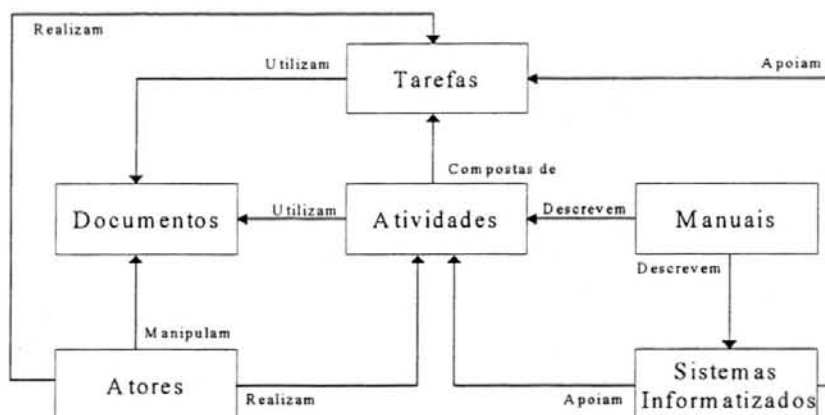 Realizam
Utilizam
Apoiam
Tarefas
Compostas de
Documentos
Utilizam
Atividades
Descrevem
Manuais
Descrevem
Manipulam
Atores
Realizam
Apoiam
Sistemas
Informatizados